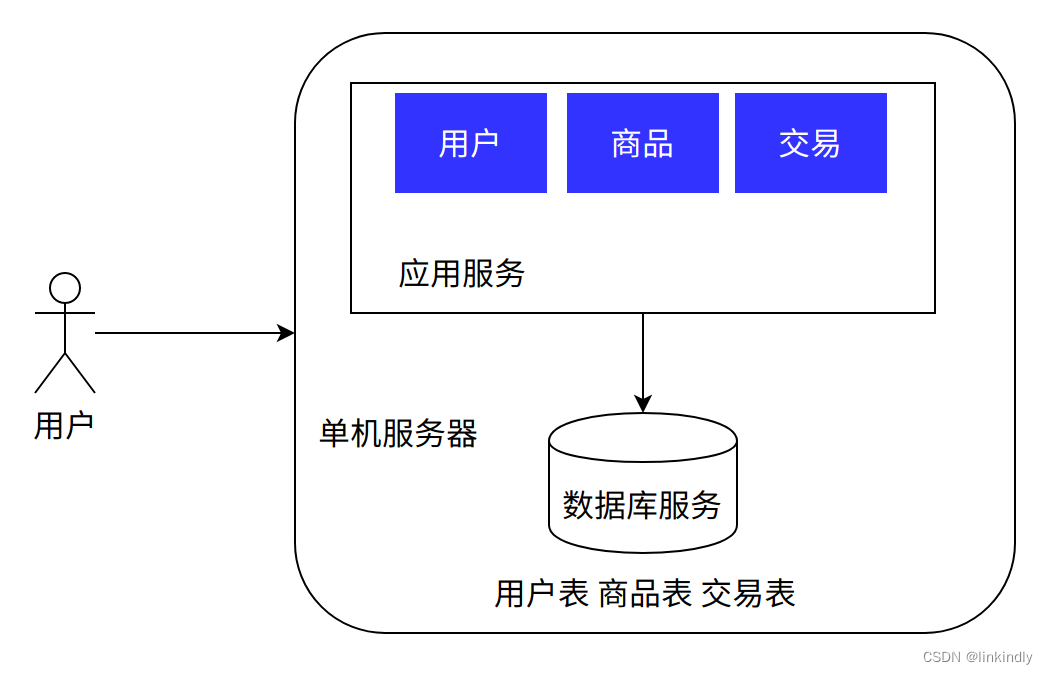 用户 商品 交易
应用服务
用户
单机服务器
数据库服务
用户表 商品表 交易表
CSDN @linkindly